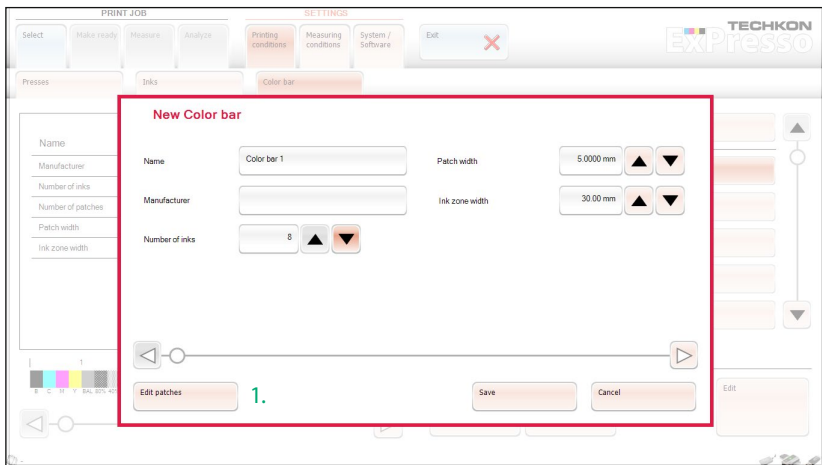 PRINT JOB SETTINGS
Select Make ready Measure Analyze Printing conditions Measuring conditions System / Software Exit
TECHKON
ExPresso
Presses Inks Color bar
New Color bar
Name
Manufacturer
Number of inks
Number of patches
Patch width
Ink zone width
Name Color bar 1 Patch width 5.0000 mm
Manufacturer Ink zone width 30.00 mm
Number of inks 8
1
B C M Y BAL 80% 40%
Edit patches 1. Save Cancel
Edit